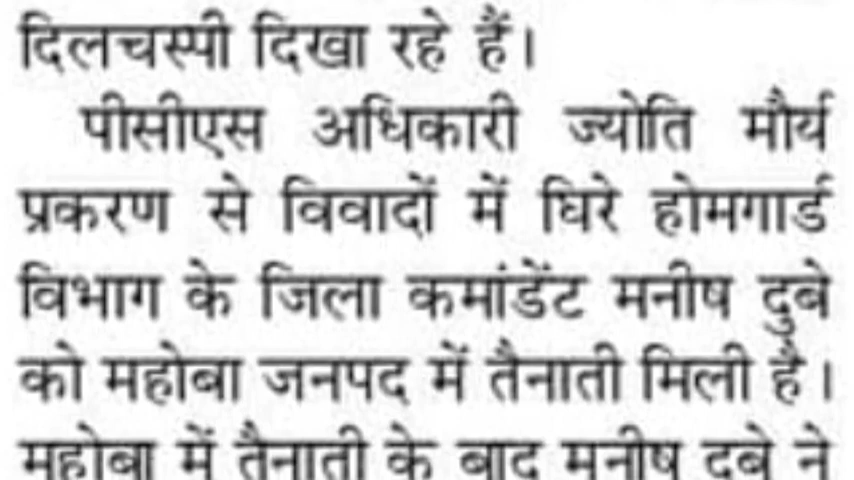 दिलचस्पी दिखा रहे हैं।
पीसीएस अधिकारी ज्योति मौर्य
प्रकरण से विवादों में घिरे होमगार्ड
विभाग के जिला कमांडेंट मनीष दुबे
को महोबा जनपद में तैनाती मिली है।
महोबा में तैनाती के बाद मनीष दुबे ने